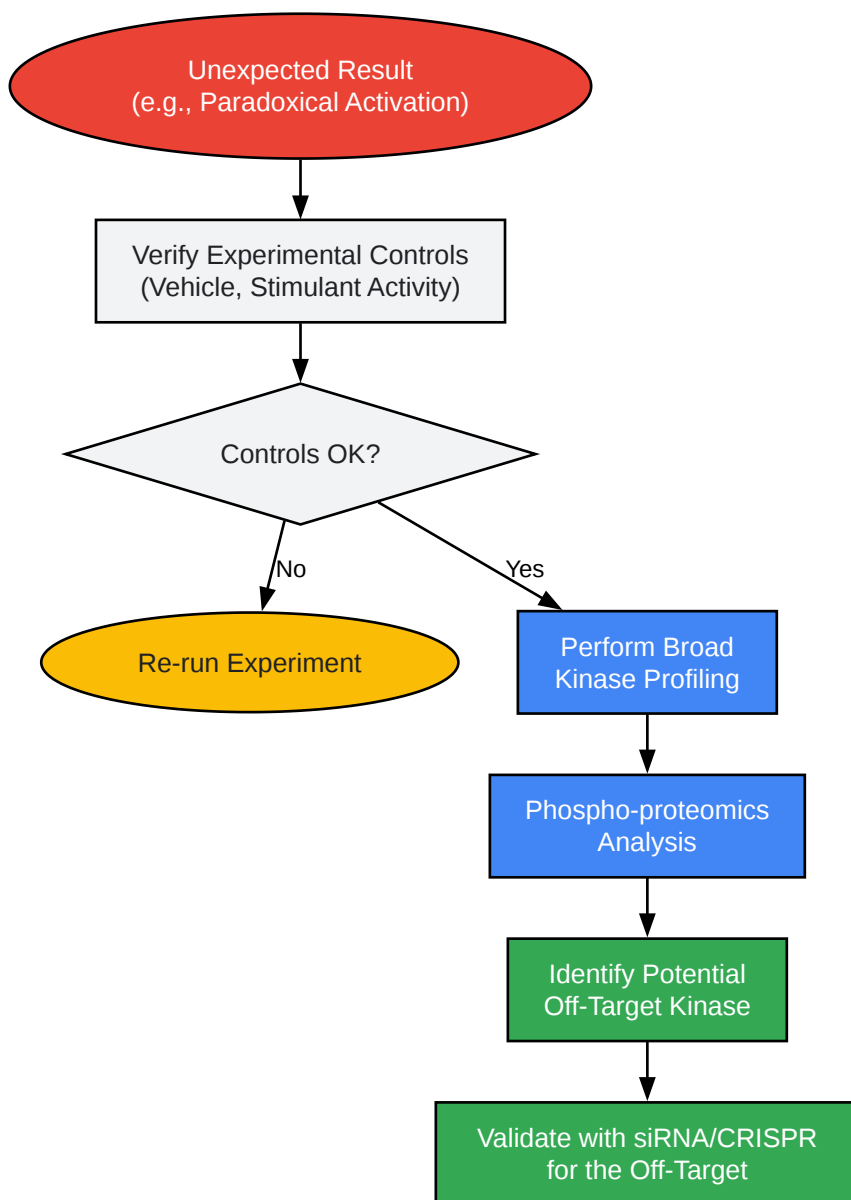 Unexpected Result
(e.g., Paradoxical Activation)
Verify Experimental Controls
(Vehicle, Stimulant Activity)
Controls OK?
No
Yes
Re-run Experiment
Perform Broad
Kinase Profiling
Phospho-proteomics
Analysis
Identify Potential
Off-Target Kinase
Validate with siRNA/CRISPR
for the Off-Target